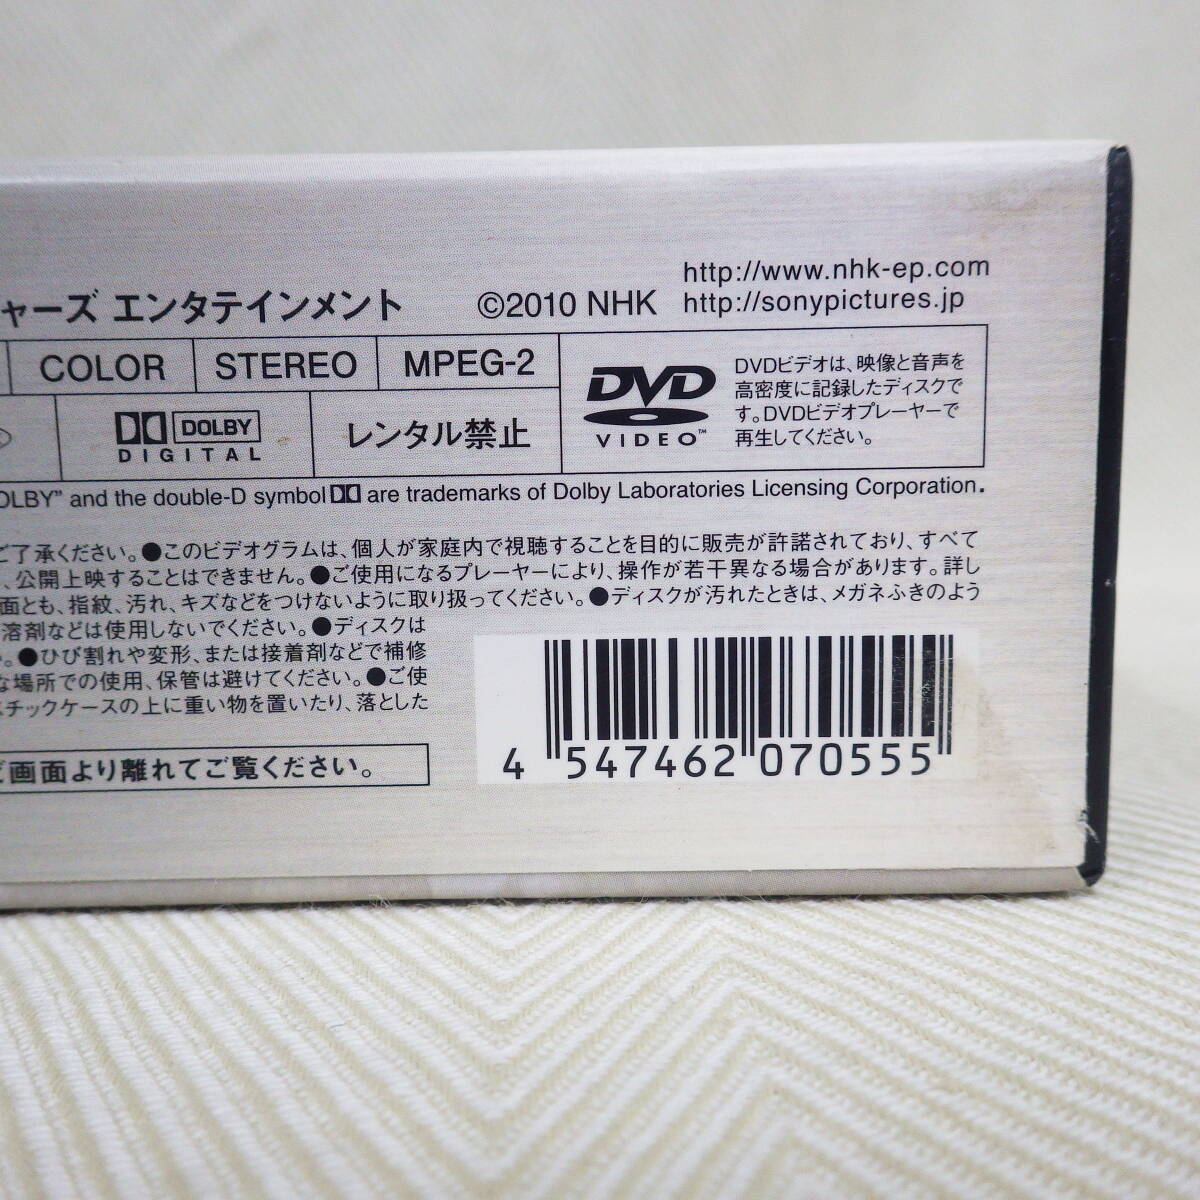 http://www.nhk-ep.com
ャーズ エンタテインメント ©2010 NHK http://sonypictures.jp
COLOR STEREO MPEG-2
DVD
VIDEO™
DVDビデオは、映像と音声を
高密度に記録したディスクで
す。DVDビデオプレーヤーで
再生してください。
DOLBY
DIGITAL
レンタル禁止
OLBY" and the double-D symbol are trademarks of Dolby Laboratories Licensing Corporation.
ご了承ください。●このビデオグラムは、個人が家庭内で視聴することを目的に販売が許諾されており、すべて
、公開上映することはできません。●ご使用になるプレーヤーにより、操作が若干異なる場合があります。詳し
面とも、指紋、汚れ、キズなどをつけないように取り扱ってください。●ディスクが汚れたときは、メガネふきのよう
溶剤などは使用しないでください。●ディスクは
い。●ひび割れや変形、または接着剤などで補修
な場所での使用、保管は避けてください。●ご使
スチックケースの上に重い物を置いたり、落とした
画面より離れてご覧ください。
4 547462 070555